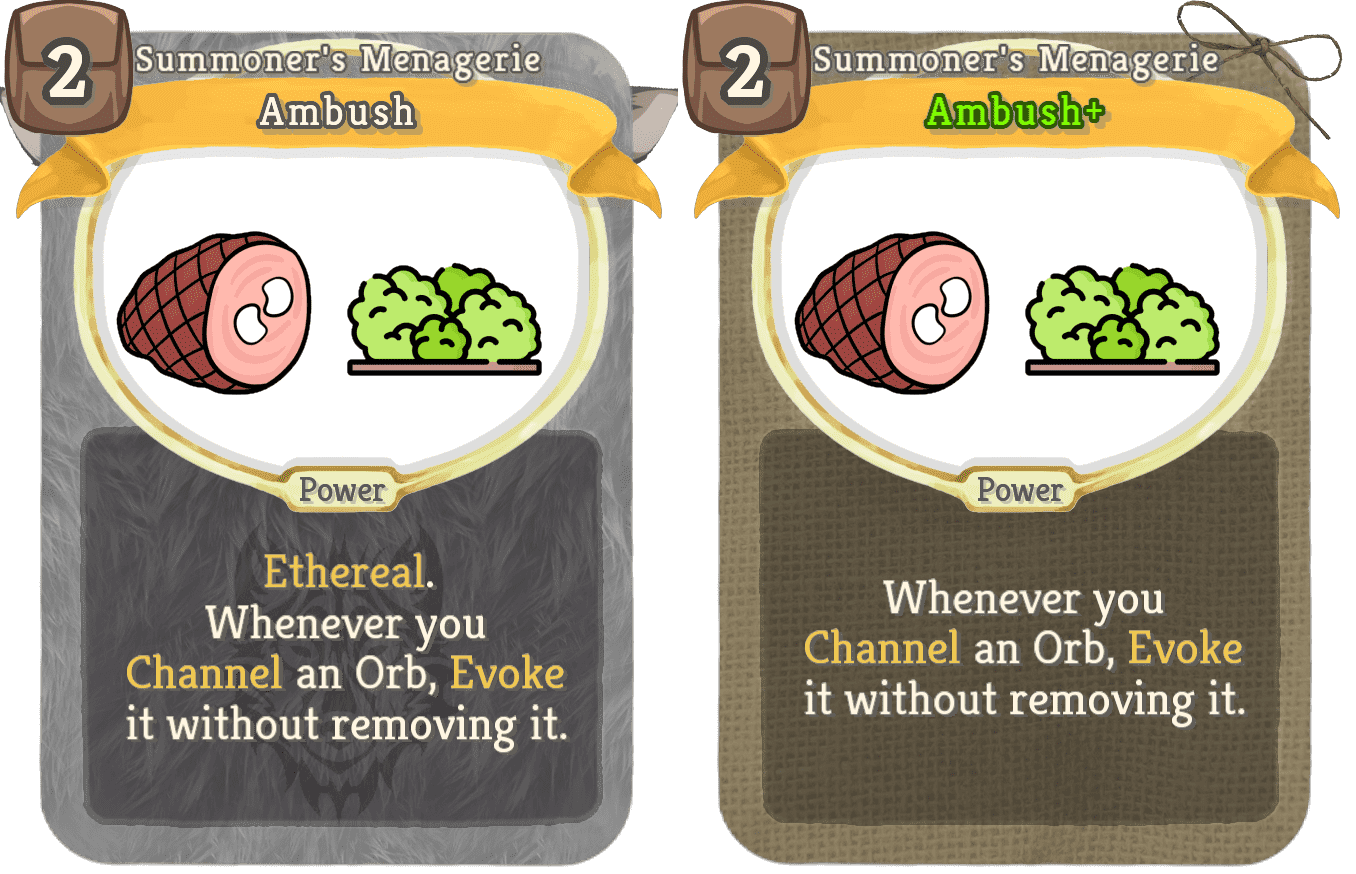 2
Summoner's Menagerie
Ambush
Power
Ethereal.
Whenever you
Channel an Orb, Evoke
it without removing it.
2
Summoner's Menagerie
Ambush+
Power
Whenever you
Channel an Orb, Evoke
it without removing it.